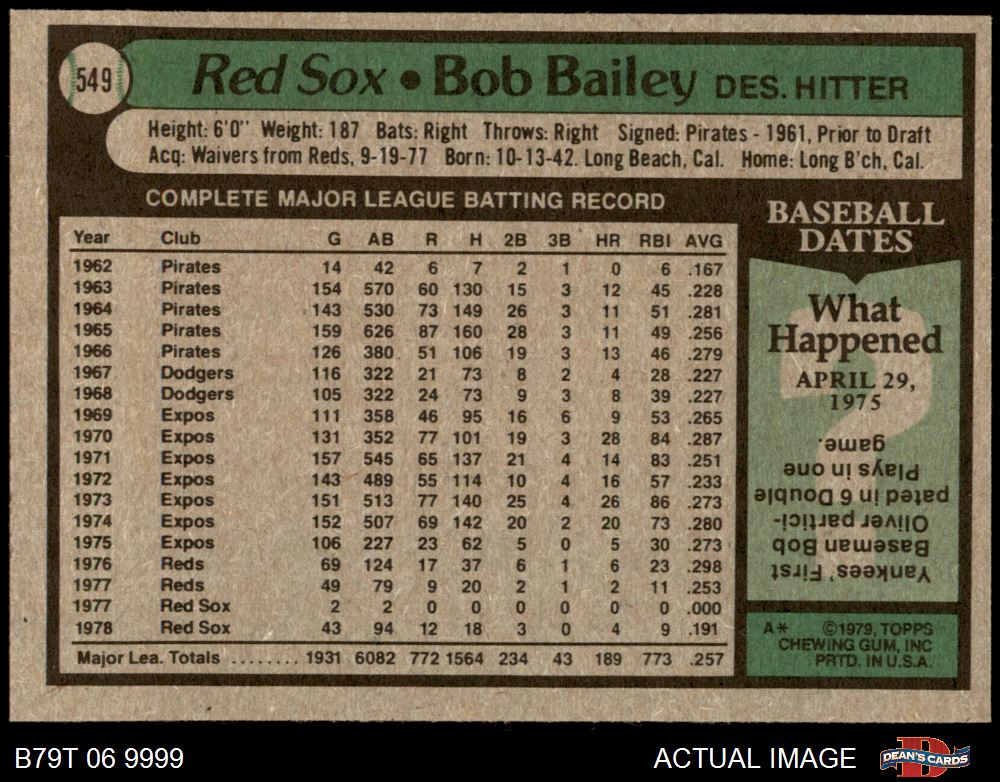 549
Red Sox • Bob Bailey DES. HITTER
Height: 6'0" Weight: 187 Bats: Right Throws: Right Signed: Pirates - 1961, Prior to Draft
Acq: Waivers from Reds, 9-19-77 Born: 10-13-42. Long Beach, Cal. Home: Long B'ch, Cal.
COMPLETE MAJOR LEAGUE BATTING RECORD
Year Club G AB R H 2B 3B HR RBI AVG
1962 Pirates 14 42 6 7 2 1 0 6 .167
1963 Pirates 154 570 60 130 15 3 12 45 .228
1964 Pirates 143 530 73 149 26 3 11 51 .281
1965 Pirates 159 626 87 160 28 3 11 49 .256
1966 Pirates 126 380 51 106 19 3 13 46 .279
1967 Dodgers 116 322 21 73 8 2 4 28 .227
1968 Dodgers 105 322 24 73 9 3 8 39 .227
1969 Expos 111 358 46 95 16 6 9 53 .265
1970 Expos 131 352 77 101 19 3 28 84 .287
1971 Expos 157 545 65 137 21 4 14 83 .251
1972 Expos 143 489 55 114 10 4 16 57 .233
1973 Expos 151 513 77 140 25 4 26 86 .273
1974 Expos 152 507 69 142 20 2 20 73 .280
1975 Expos 106 227 23 62 5 0 5 30 .273
1976 Reds 69 124 17 37 6 1 6 23 .298
1977 Reds 49 79 9 20 2 1 2 11 .253
1977 Red Sox 2 2 0 0 0 0 0 0 .000
1978 Red Sox 43 94 12 18 3 0 4 9 .191
Major Lea. Totals ........ 1931 6082 772 1564 234 43 189 773 .257
BASEBALL
DATES
What
Happened
APRIL 29,
1975
Yankees' First
Baseman Bob
Oliver partici-
pated in 6 Double
Plays in one
game.
A* ©1979, TOPPS
CHEWING GUM, INC
PRTD. IN U.S.A.
B79T 06 9999
ACTUAL IMAGE
DEAN'S CARDS